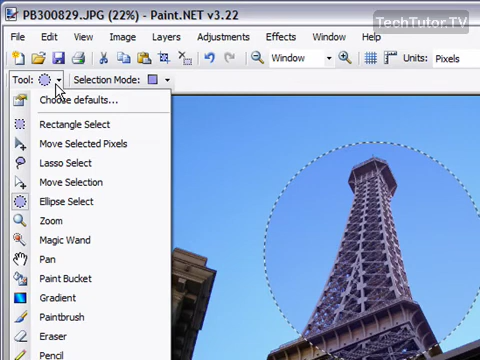 PB300829.JPG (22%) - Paint.NET v3.22
TechTutor.TV
File Edit View Image Layers Adjustments Effects Window Help
Window Units: Pixels
Tool: Selection Mode:
Choose defaults...
Rectangle Select
Move Selected Pixels
Lasso Select
Move Selection
Ellipse Select
Zoom
Magic Wand
Pan
Paint Bucket
Gradient
Paintbrush
Eraser
Pencil